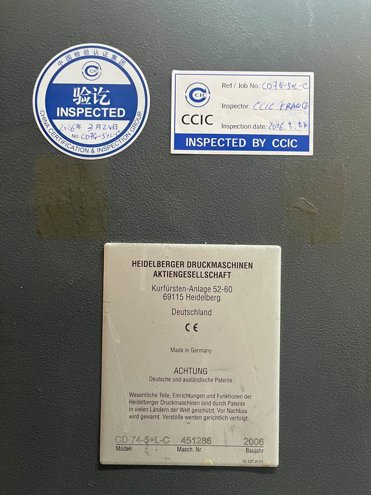 中国检验认证集团
CCIC
验讫
INSPECTED
2016年 2月24日
No. CD74-5+L-C
CHINA CERTIFICATION & INSPECTION GROUP
Ref / Job No. CD74-5+L-C
Inspector: CCIC FRANCE
Inspection date: 2016.2.24
CCIC
INSPECTED BY CCIC
HEIDELBERGER DRUCKMASCHINEN
AKTIENGESELLSCHAFT
Kurfürsten-Anlage 52-60
69115 Heidelberg
Deutschland
CE
Made in Germany
ACHTUNG
Deutsche und ausländische Patente
Wesentliche Teile, Einrichtungen und Funktionen der
Heidelberger Druckmaschinen sind durch Patente
in vielen Ländern der Welt geschützt. Vor Nachbau
wird gewarnt. Verstöße werden gerichtlich verfolgt.
CD 74-5+L-C 451286 2006
Modell Masch. Nr. Baujahr